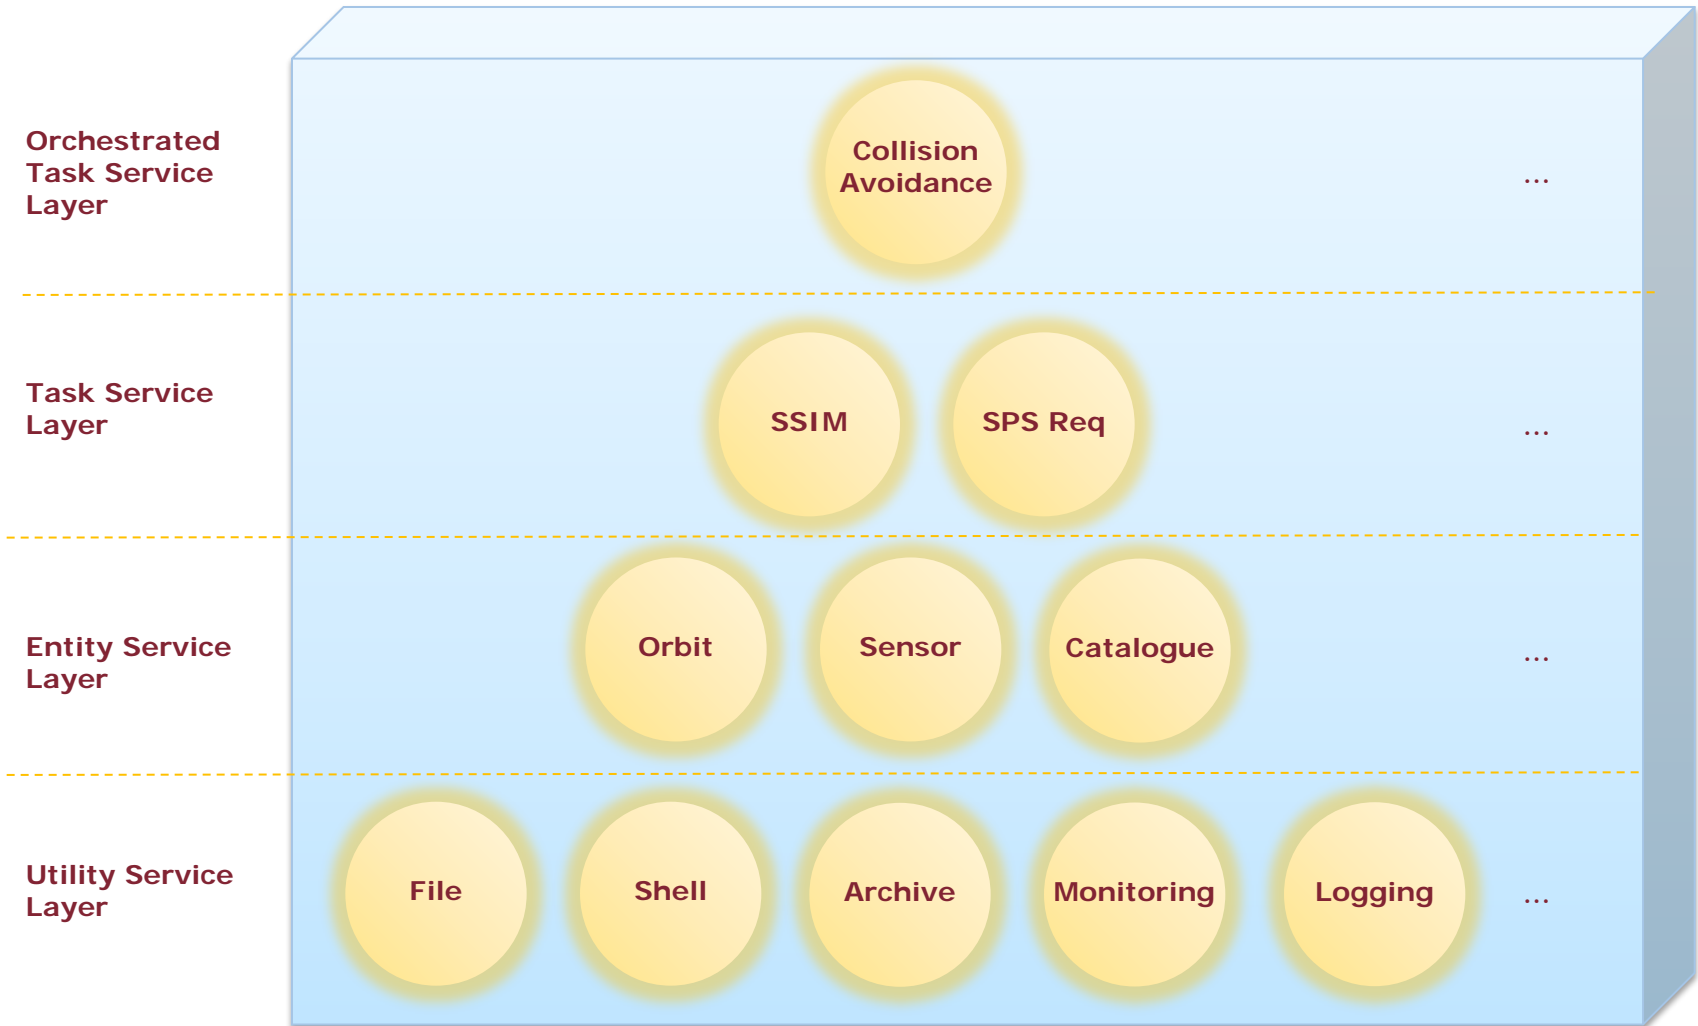 Orchestrated
Task Service
Layer
Collision
Avoidance
...
Task Service
Layer
SSIM
SPS Req
...
Entity Service
Layer
Orbit
Sensor
Catalogue
...
Utility Service
Layer
File
Shell
Archive
Monitoring
Logging
...